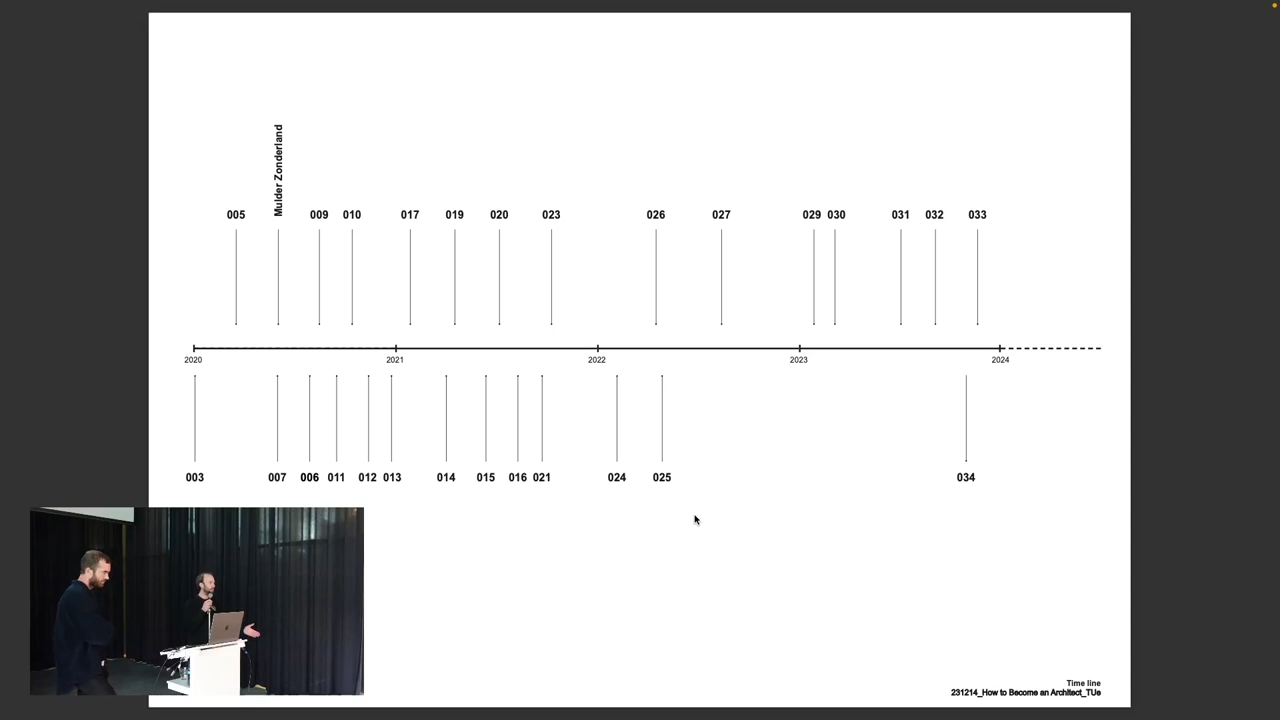 Mulder Zonderland
005 009 010 017 019 020 023 026 027 029 030 031 032 033
2020 2021 2022 2023 2024
003 007 006 011 012 013 014 015 016 021 024 025 034
Time line
231214_How to Become an Architect_TUe